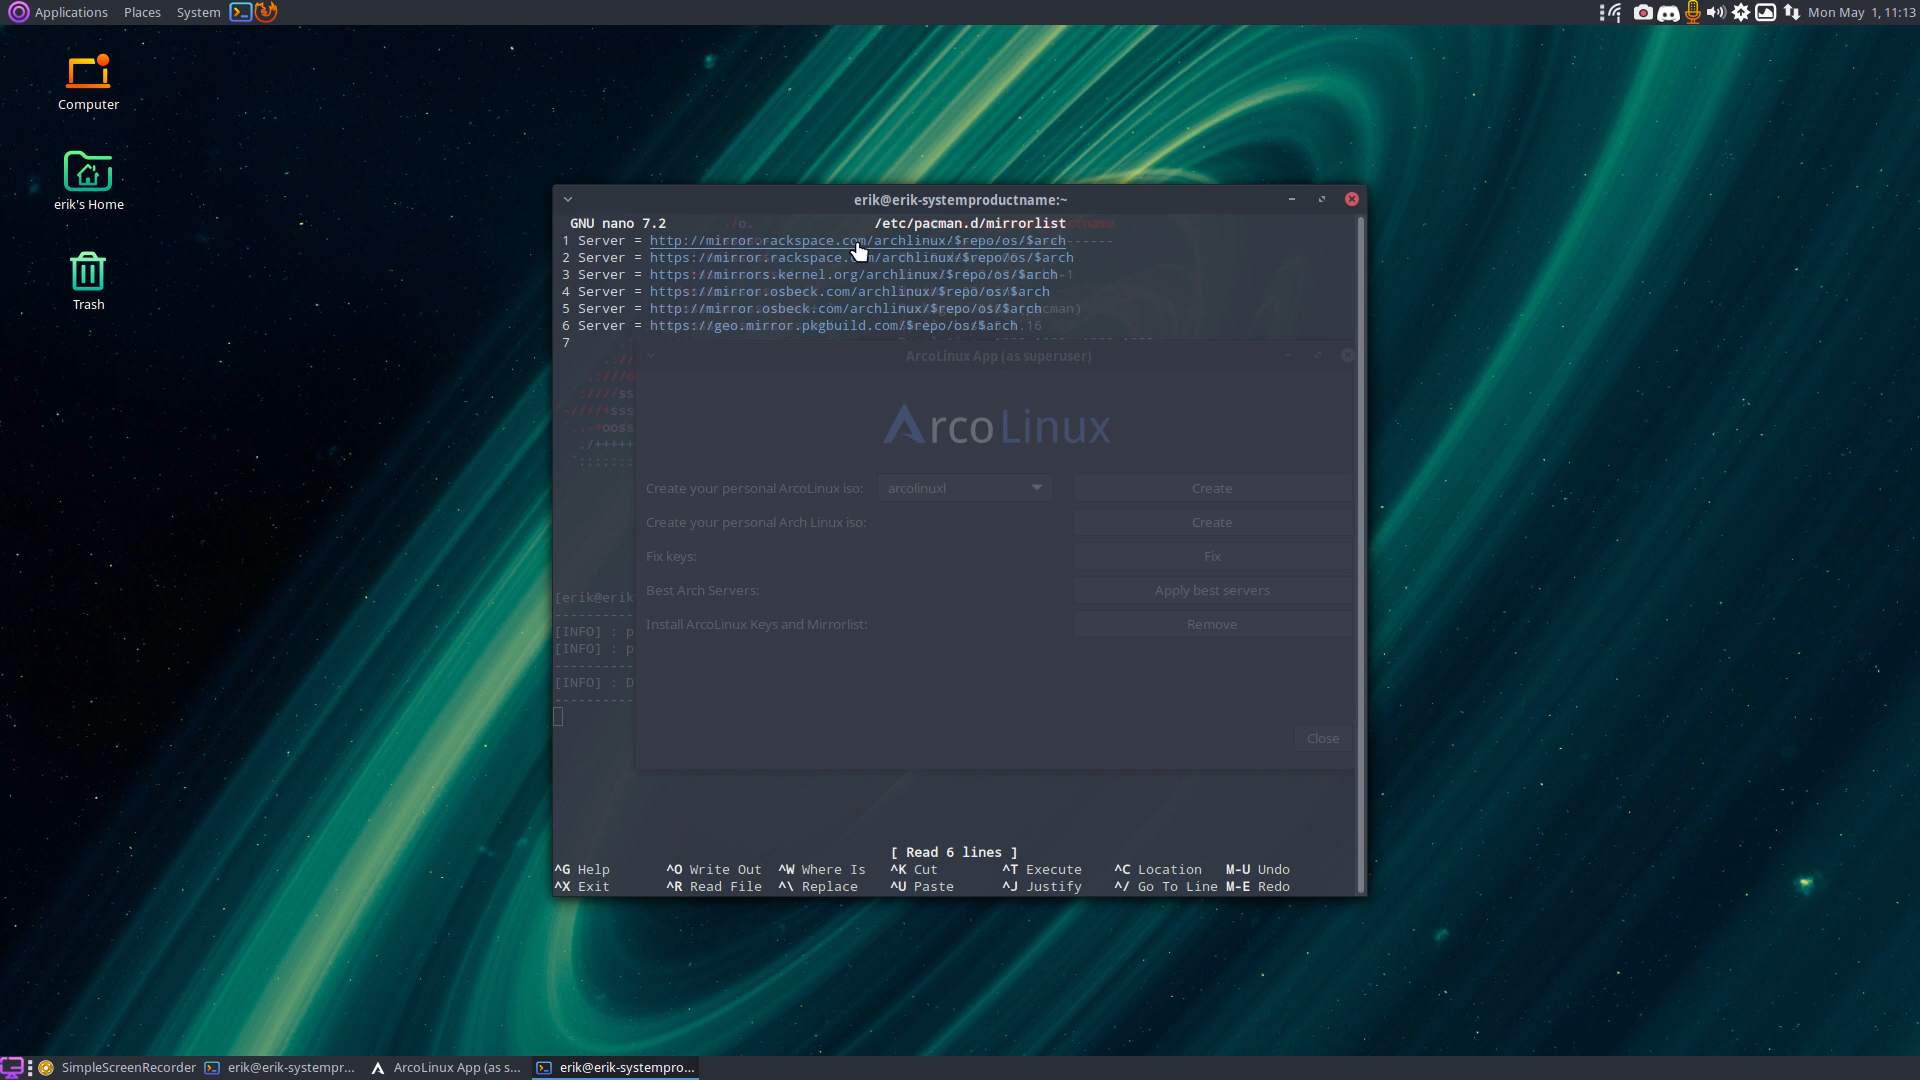 Applications Places System
Mon May 1, 11:13
Computer
erik's Home
Trash
erik@erik-systemproductname:~
GNU nano 7.2 /etc/pacman.d/mirrorlist
1 Server = http://mirror.rackspace.com/archlinux/$repo/os/$arch
2 Server = https://mirror.rackspace.com/archlinux/$repo/os/$arch
3 Server = https://mirrors.kernel.org/archlinux/$repo/os/$arch
4 Server = https://mirror.osbeck.com/archlinux/$repo/os/$arch
5 Server = http://mirror.osbeck.com/archlinux/$repo/os/$arch
6 Server = https://geo.mirror.pkgbuild.com/$repo/os/$arch
7
ArcoLinux App (as superuser)
ArcoLinux
Create your personal ArcoLinux iso: arcolinuxl Create
Create your personal Arch Linux iso: Create
Fix keys: Fix
[erik@erik
Best Arch Servers: Apply best servers
Install ArcoLinux Keys and Mirrorlist: Remove
[INFO] : p
[INFO] : p
[INFO] : D
Close
[ Read 6 lines ]
^G Help ^O Write Out ^W Where Is ^K Cut ^T Execute ^C Location M-U Undo
^X Exit ^R Read File ^\ Replace ^U Paste ^J Justify ^/ Go To Line M-E Redo
SimpleScreenRecorder erik@erik-systempr... ArcoLinux App (as s... erik@erik-systempro...